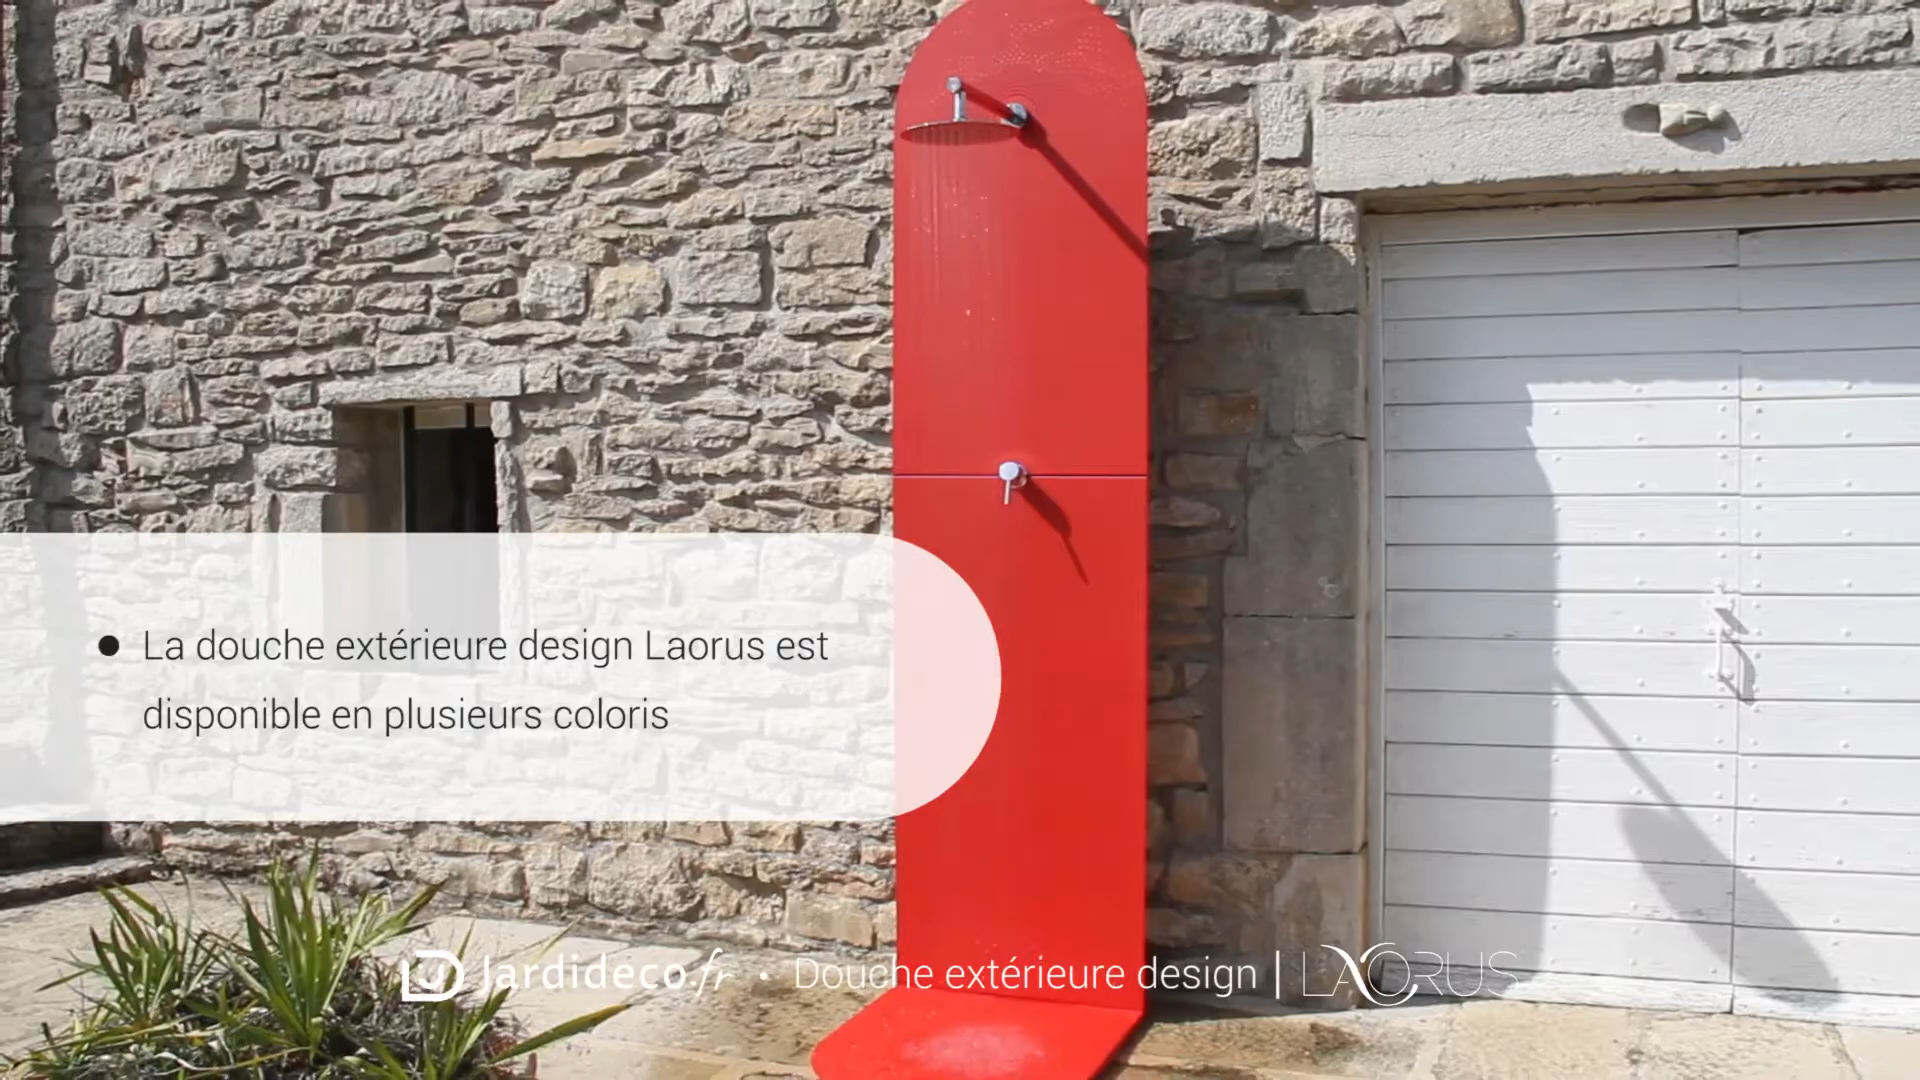 ● La douche extérieure design Laorus est
disponible en plusieurs coloris
Jardideco.fr • Douche extérieure design | LAORUS